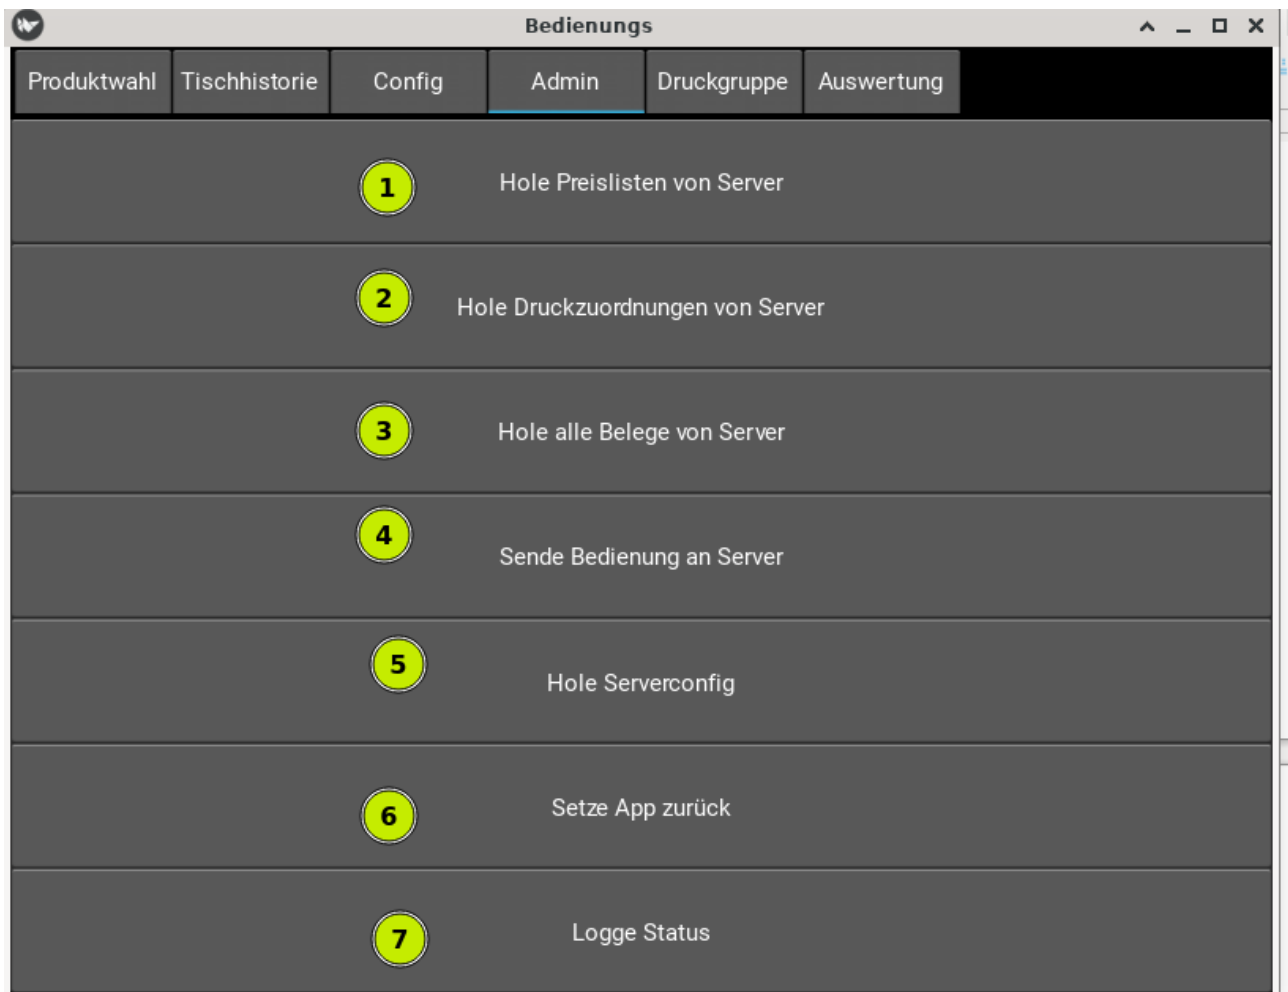 Bedienungs
Produktwahl Tischhistorie Config Admin Druckgruppe Auswertung
1 Hole Preislisten von Server
2 Hole Druckzuordnungen von Server
3 Hole alle Belege von Server
4 Sende Bedienung an Server
5 Hole Serverconfig
6 Setze App zurück
7 Logge Status